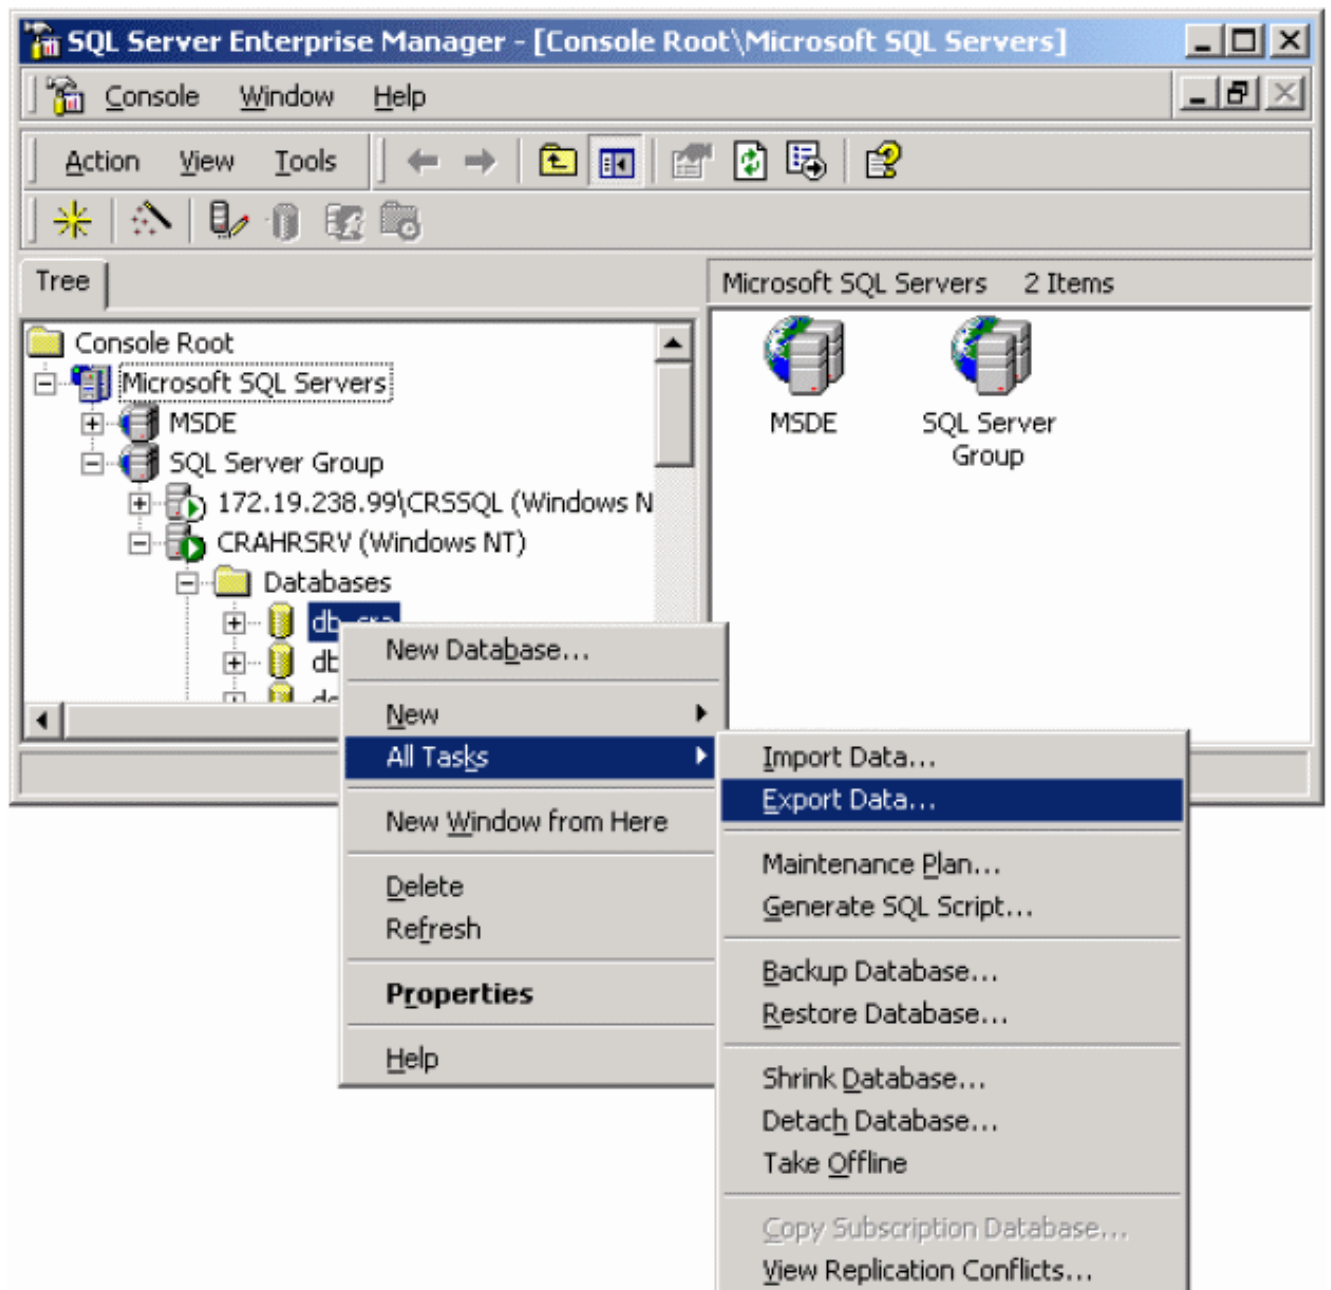 SQL Server Enterprise Manager - [Console Root\Microsoft SQL Servers]
Console Window Help
Action View Tools
Tree
Microsoft SQL Servers 2 Items
Console Root
Microsoft SQL Servers
MSDE
SQL Server Group
172.19.238.99\CRSSQL (Windows N
CRAHRSRV (Windows NT)
Databases
MSDE
SQL Server
Group
New Database...
New
All Tasks
New Window from Here
Delete
Refresh
Properties
Help
Import Data...
Export Data...
Maintenance Plan...
Generate SQL Script...
Backup Database...
Restore Database...
Shrink Database...
Detach Database...
Take Offline
Copy Subscription Database...
View Replication Conflicts...